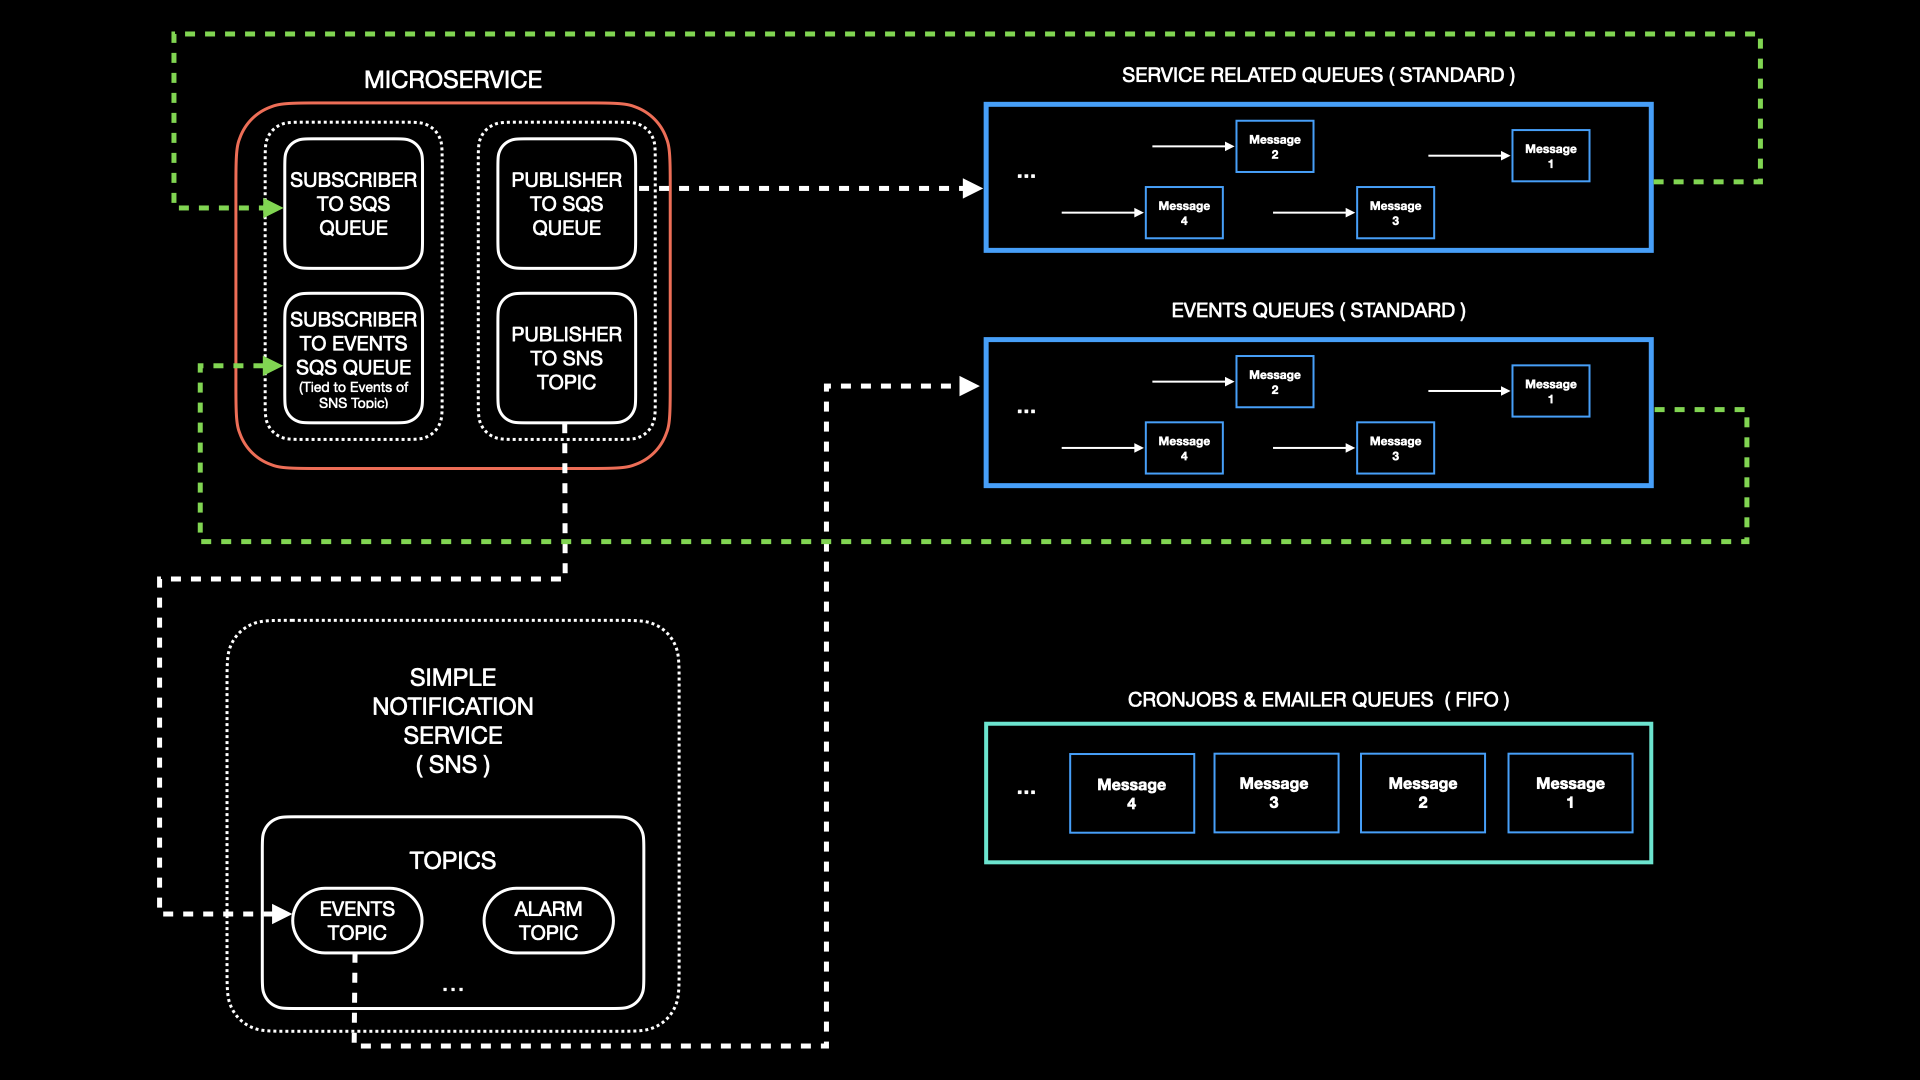 MICROSERVICE
SUBSCRIBER
TO SQS
QUEUE
PUBLISHER
TO SQS
QUEUE
SUBSCRIBER
TO EVENTS
SQS QUEUE
(Tied to Events of
SNS Topic)
PUBLISHER
TO SNS
TOPIC
SERVICE RELATED QUEUES ( STANDARD )
...
Message
2
Message
1
Message
4
Message
3
EVENTS QUEUES ( STANDARD )
...
Message
2
Message
1
Message
4
Message
3
SIMPLE
NOTIFICATION
SERVICE
( SNS )
TOPICS
EVENTS
TOPIC
ALARM
TOPIC
...
CRONJOBS & EMAILER QUEUES ( FIFO )
...
Message
4
Message
3
Message
2
Message
1